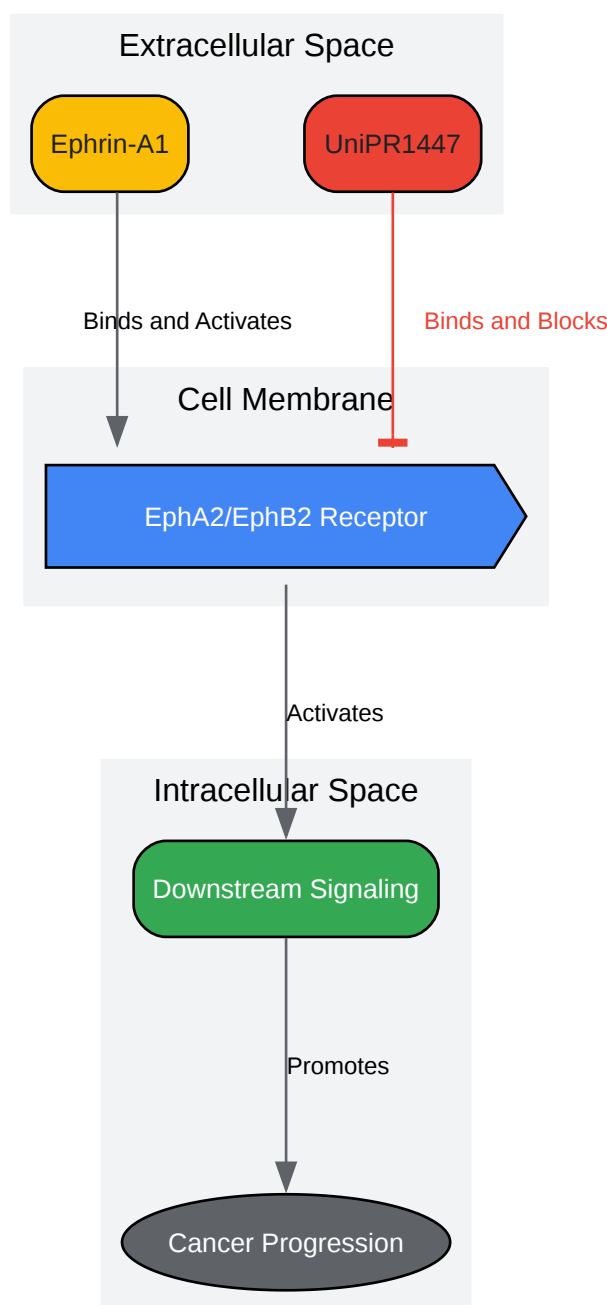 Extracellular Space
Ephrin-A1
UniPR1447
Binds and Activates
Binds and Blocks
Cell Membrane
EphA2/EphB2 Receptor
Activates
Intracellular Space
Downstream Signaling
Promotes
Cancer Progression